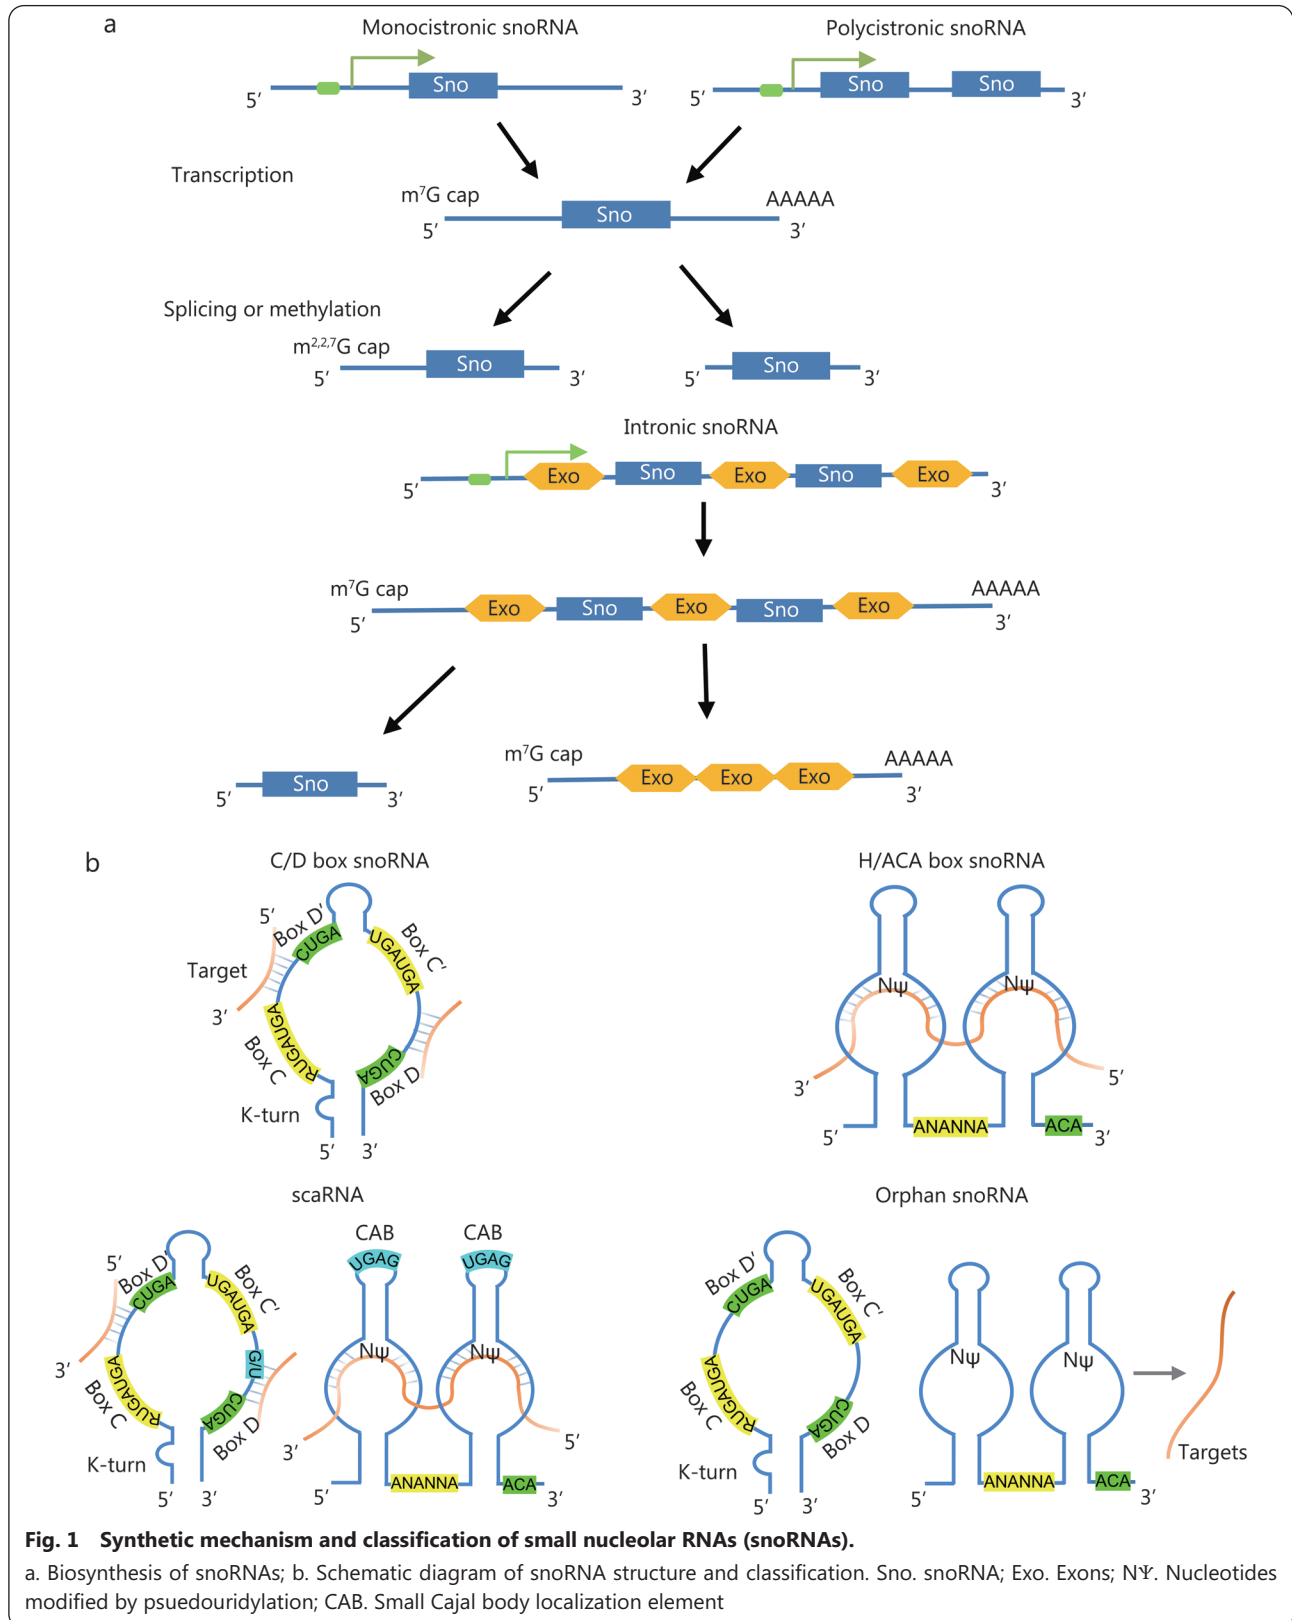 a
Monocistronic snoRNA
Polycistronic snoRNA
5′ Sno 3′
5′ Sno Sno 3′
Transcription
m⁷G cap AAAAA
5′ Sno 3′
Splicing or methylation
m²,²,⁷G cap
5′ Sno 3′
5′ Sno 3′
Intronic snoRNA
5′ Exo Sno Exo Sno Exo 3′
m⁷G cap AAAAA
5′ Exo Sno Exo Sno Exo 3′
5′ Sno 3′
m⁷G cap AAAAA
5′ Exo Exo Exo 3′
b
C/D box snoRNA
5′
Box D′
CUGA
UGAUGA
Box C′
Target
3′
RUGAUGA
Box C
CUGA
Box D
K-turn
5′ 3′
H/ACA box snoRNA
Nψ Nψ
3′ 5′
5′ ANANNA ACA 3′
scaRNA
5′
Box D′
CUGA
UGAUGA
Box C′
3′
G/U
RUGAUGA
Box C
CUGA
Box D
K-turn
5′ 3′
CAB CAB
UGAG UGAG
Nψ Nψ
3′ 5′
5′ ANANNA ACA 3′
Orphan snoRNA
Box D′
CUGA
UGAUGA
Box C′
RUGAUGA
Box C
CUGA
Box D
K-turn
5′ 3′
Nψ Nψ
Targets
5′ ANANNA ACA 3′
Fig. 1 Synthetic mechanism and classification of small nucleolar RNAs (snoRNAs).
a. Biosynthesis of snoRNAs; b. Schematic diagram of snoRNA structure and classification. Sno. snoRNA; Exo. Exons; NΨ. Nucleotides
modified by psuedouridylation; CAB. Small Cajal body localization element